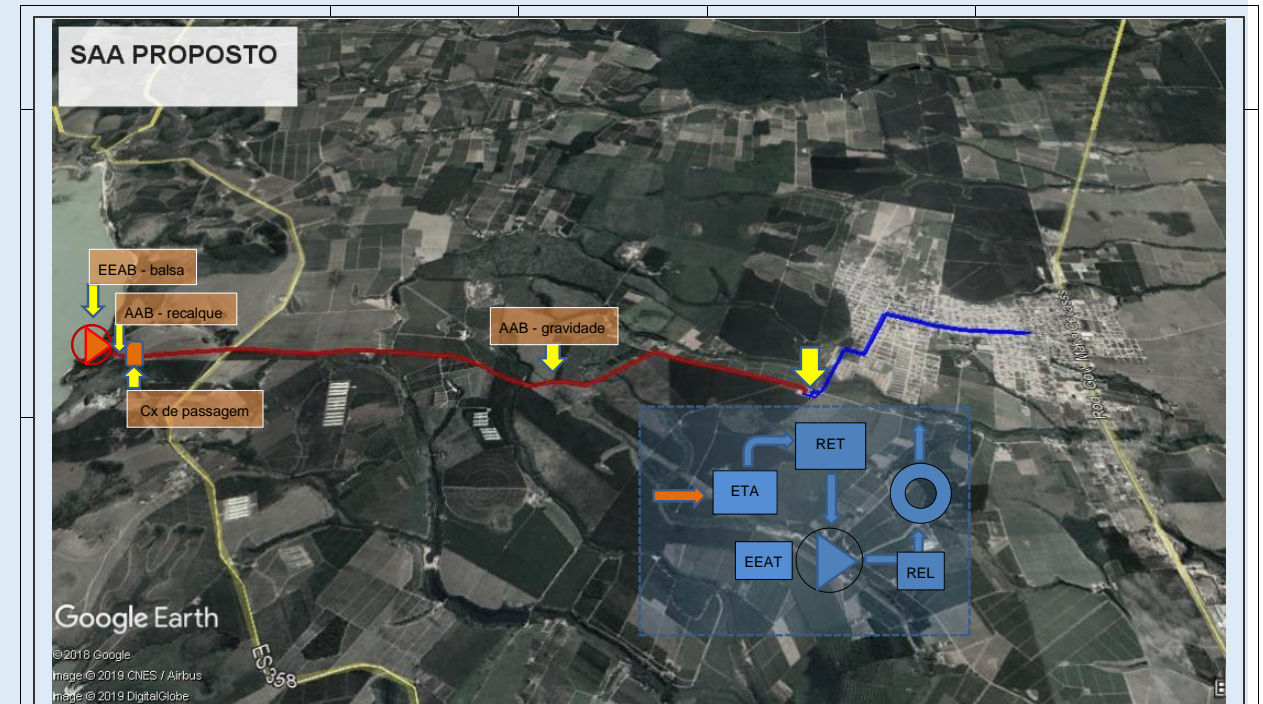 SAA PROPOSTO
EEAB - balsa
AAB - recalque
AAB - gravidade
Cx de passagem
RET
ETA
EEAT
REL
Google Earth
©2018 Google
Image © 2019 CNES / Airbus
Image © 2019 DigitalGlobe
ES-358